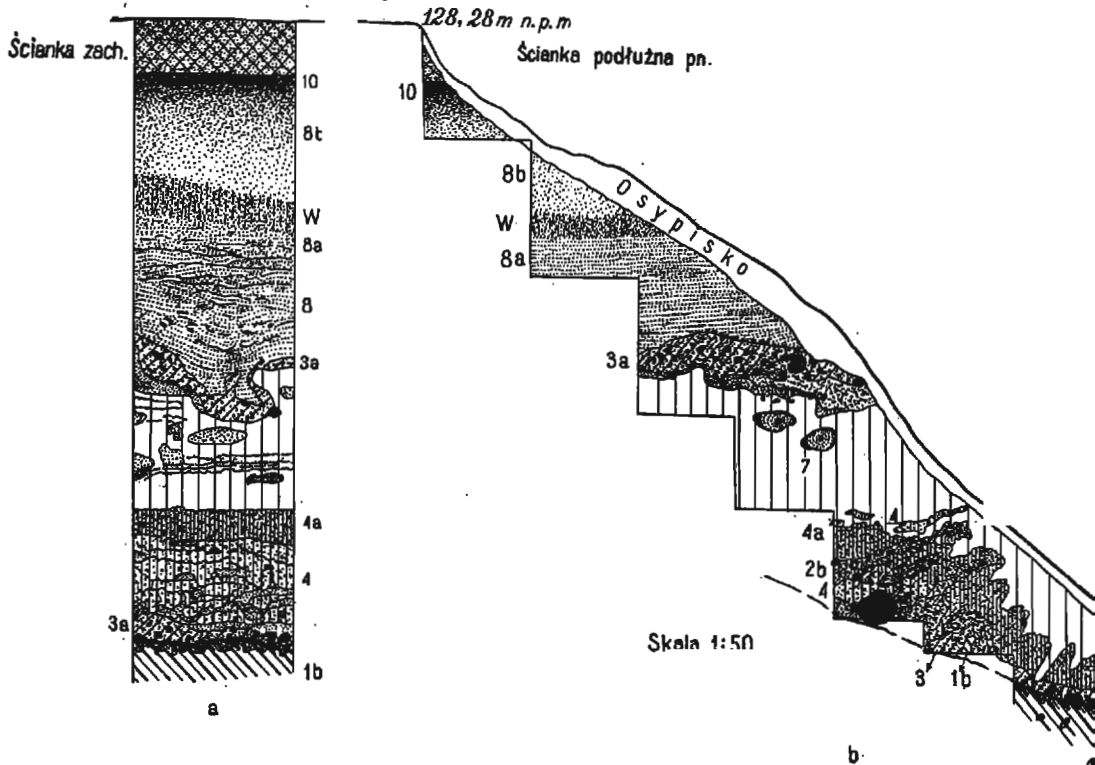 128,28 m n.p.m
Ścianka zach.
Ścianka podłużna pn.
10
8b
W
8a
8
3a
4a
4
3a
1b
a
10
8b
W
8a
Osypisko
3a
7
4
4a
2b
4
Skala 1:50
3
1b
b